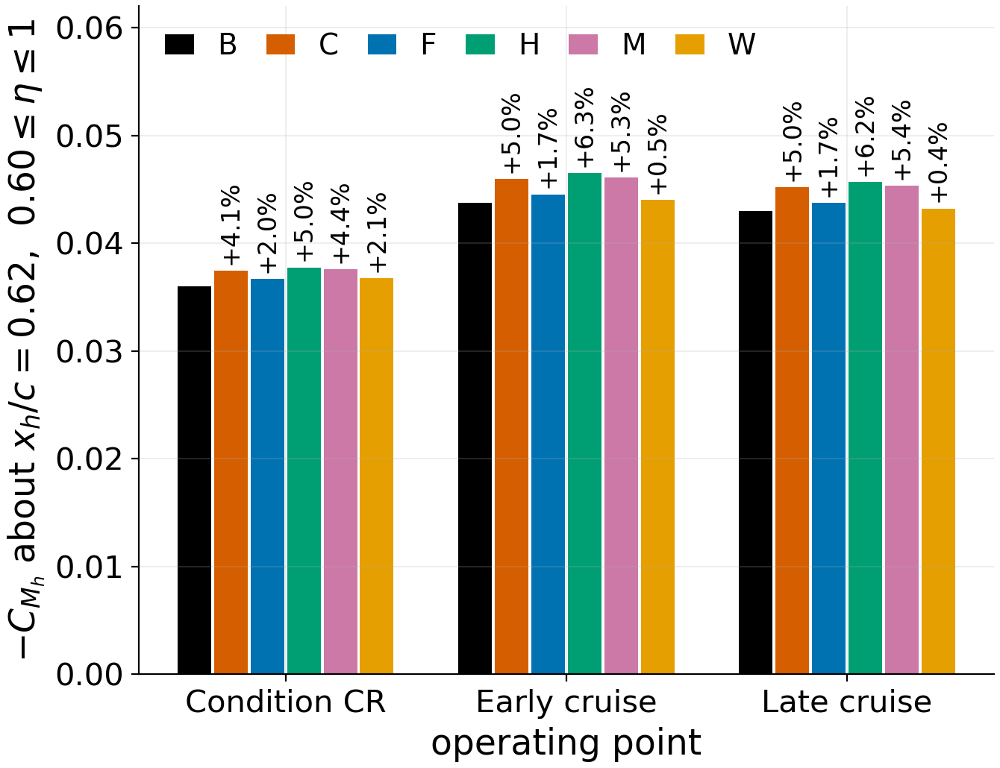 −C_{M_h} about x_h/c = 0.62, 0.60 ≤ η ≤ 1
0.06
0.05
0.04
0.03
0.02
0.01
0.00
B C F H M W
+4.1% +2.0% +5.0% +4.4% +2.1%
+5.0% +1.7% +6.3% +5.3% +0.5%
+5.0% +1.7% +6.2% +5.4% +0.4%
Condition CR Early cruise Late cruise
operating point